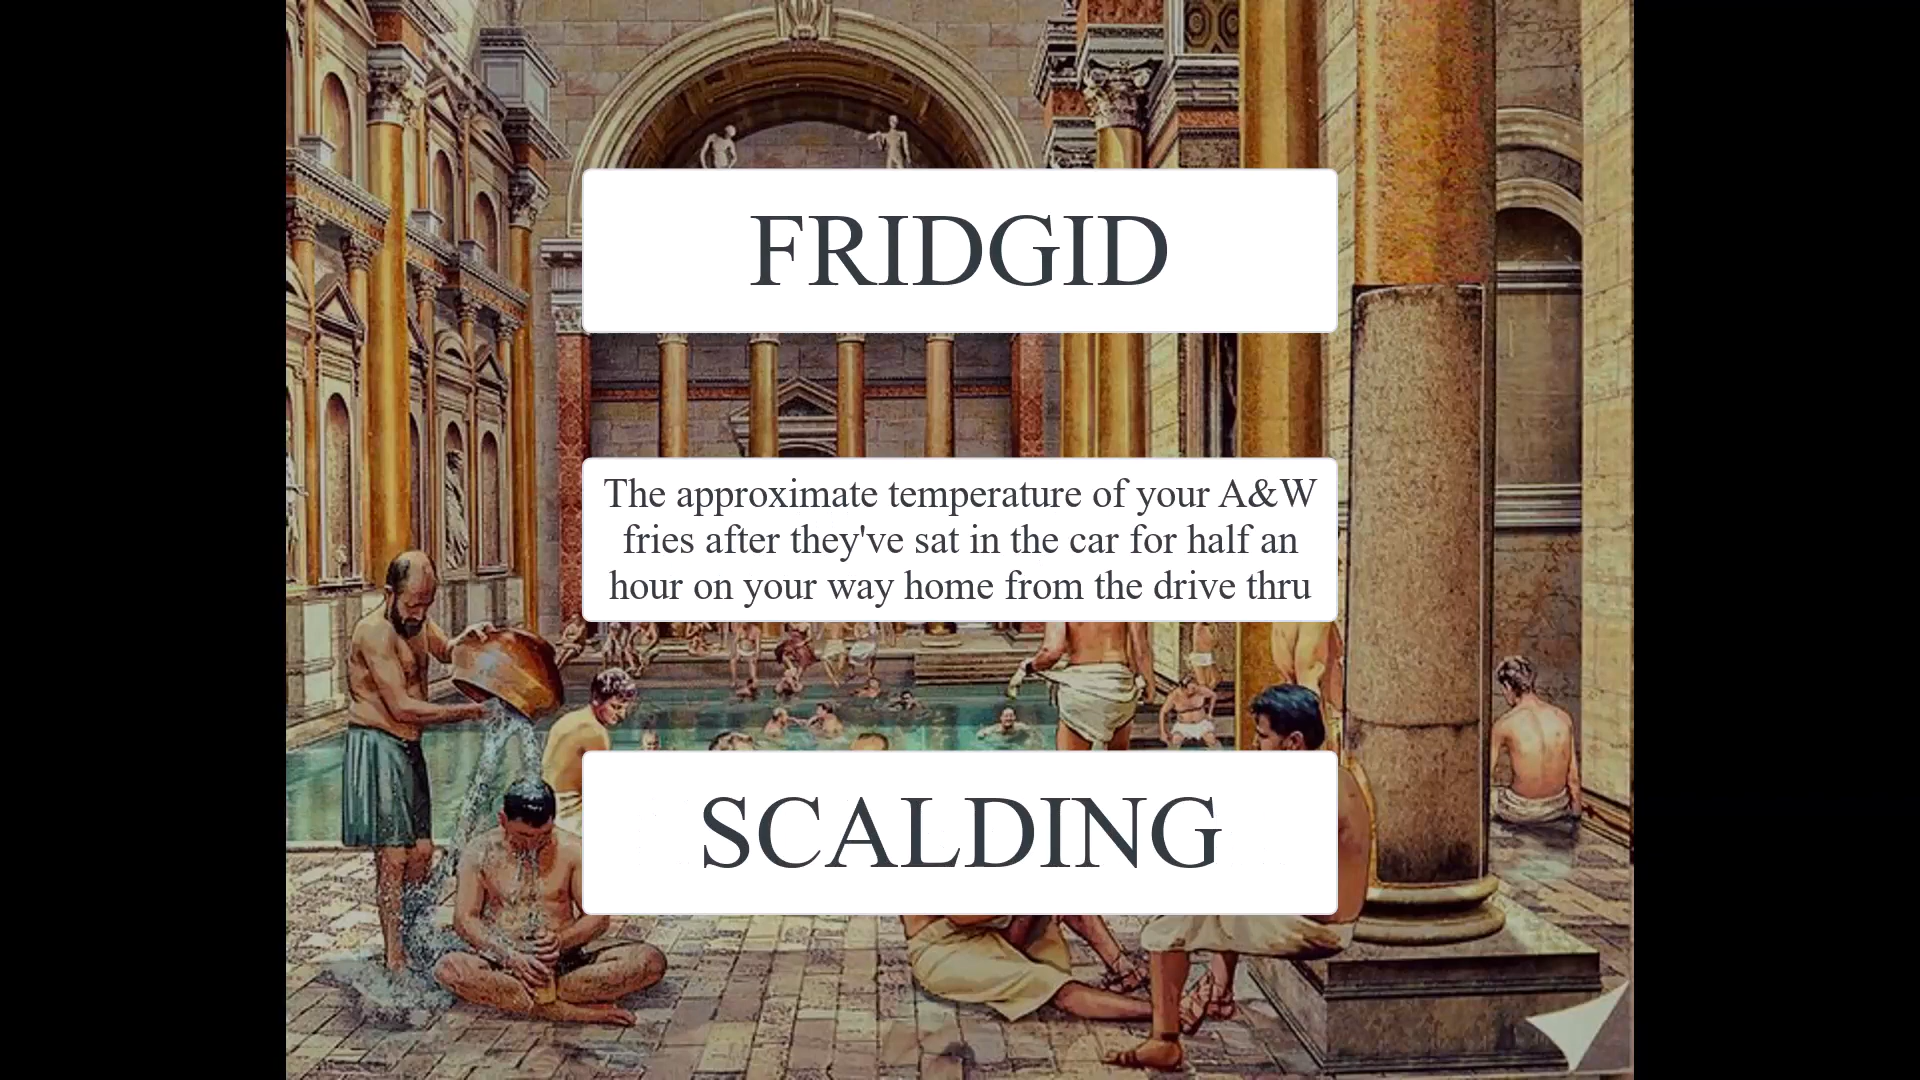 FRIDGID
The approximate temperature of your A&W
fries after they've sat in the car for half an
hour on your way home from the drive thru
SCALDING